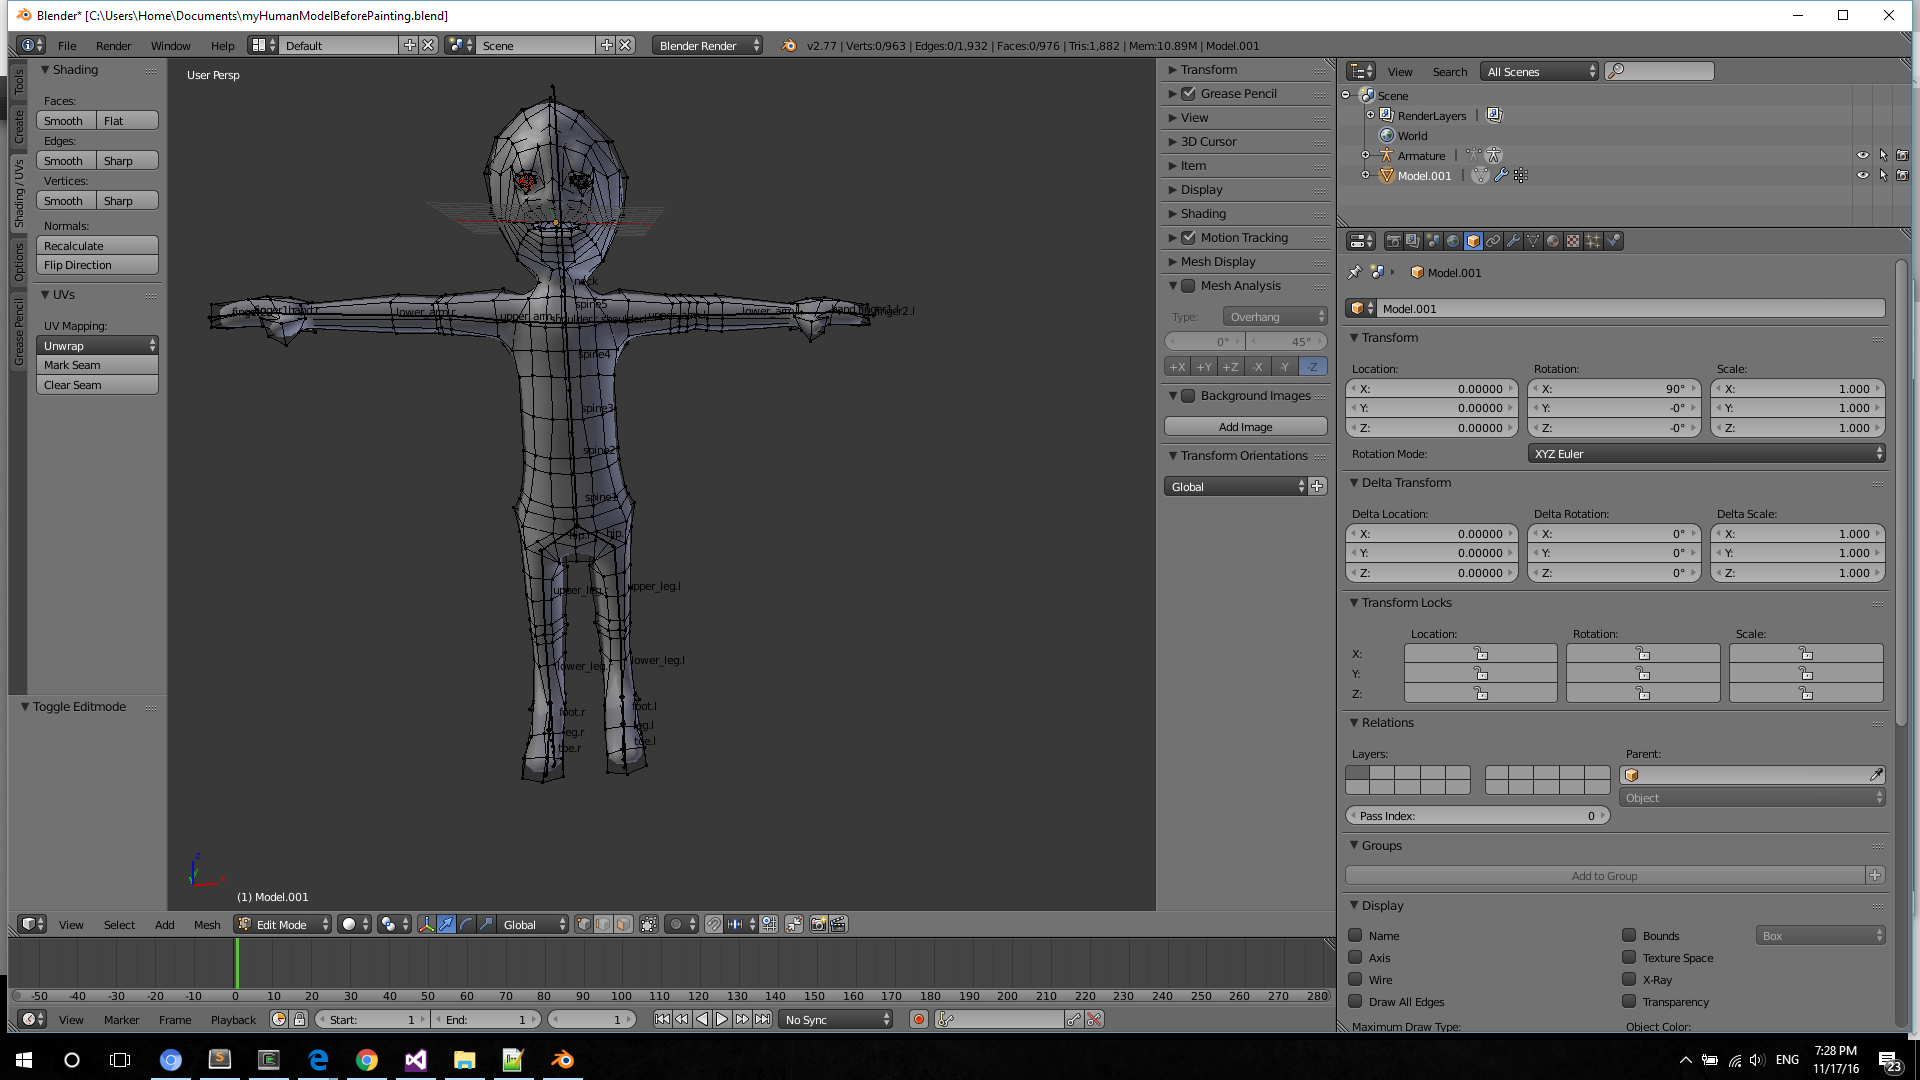 Blender* [C:\Users\Home\Documents\myHumanModelBeforePainting.blend]
File Render Window Help Default Scene Blender Render v2.77 | Verts:0/963 | Edges:0/1,932 | Faces:0/976 | Tris:1,882 | Mem:10.89M | Model.001
Tools
Create
Shading / UVs
Options
Grease Pencil
Shading
Faces:
Smooth Flat
Edges:
Smooth Sharp
Vertices:
Smooth Sharp
Normals:
Recalculate
Flip Direction
UVs
UV Mapping:
Unwrap
Mark Seam
Clear Seam
Toggle Editmode
User Persp
neck
spine5
lower_arm.r
spine4
spine3
spine2
spine1
upper_leg.r
upper_leg.l
lower_leg.r
lower_leg.l
foot.r
foot.l
toe.r
toe.l
z
x
(1) Model.001
Transform
Grease Pencil
View
3D Cursor
Item
Display
Shading
Motion Tracking
Mesh Display
Mesh Analysis
Type: Overhang
0° 45°
+X +Y +Z -X -Y -Z
Background Images
Add Image
Transform Orientations
Global
View Search All Scenes
Scene
RenderLayers |
World
Armature |
Model.001 |
Model.001
Model.001
Transform
Location: Rotation: Scale:
X: 0.00000 X: 90° X: 1.000
Y: 0.00000 Y: -0° Y: 1.000
Z: 0.00000 Z: -0° Z: 1.000
Rotation Mode: XYZ Euler
Delta Transform
Delta Location: Delta Rotation: Delta Scale:
X: 0.00000 X: 0° X: 1.000
Y: 0.00000 Y: 0° Y: 1.000
Z: 0.00000 Z: 0° Z: 1.000
Transform Locks
Location: Rotation: Scale:
X:
Y:
Z:
Relations
Layers: Parent:
Object
Pass Index: 0
Groups
Add to Group
Display
Name Bounds Box
Axis Texture Space
Wire X-Ray
Draw All Edges Transparency
Maximum Draw Type: Object Color:
View Select Add Mesh Edit Mode Global
-50 -40 -30 -20 -10 0 10 20 30 40 50 60 70 80 90 100 110 120 130 140 150 160 170 180 190 200 210 220 230 240 250 260 270 280
View Marker Frame Playback Start: 1 End: 1 1 No Sync
ENG 7:28 PM
11/17/16
23